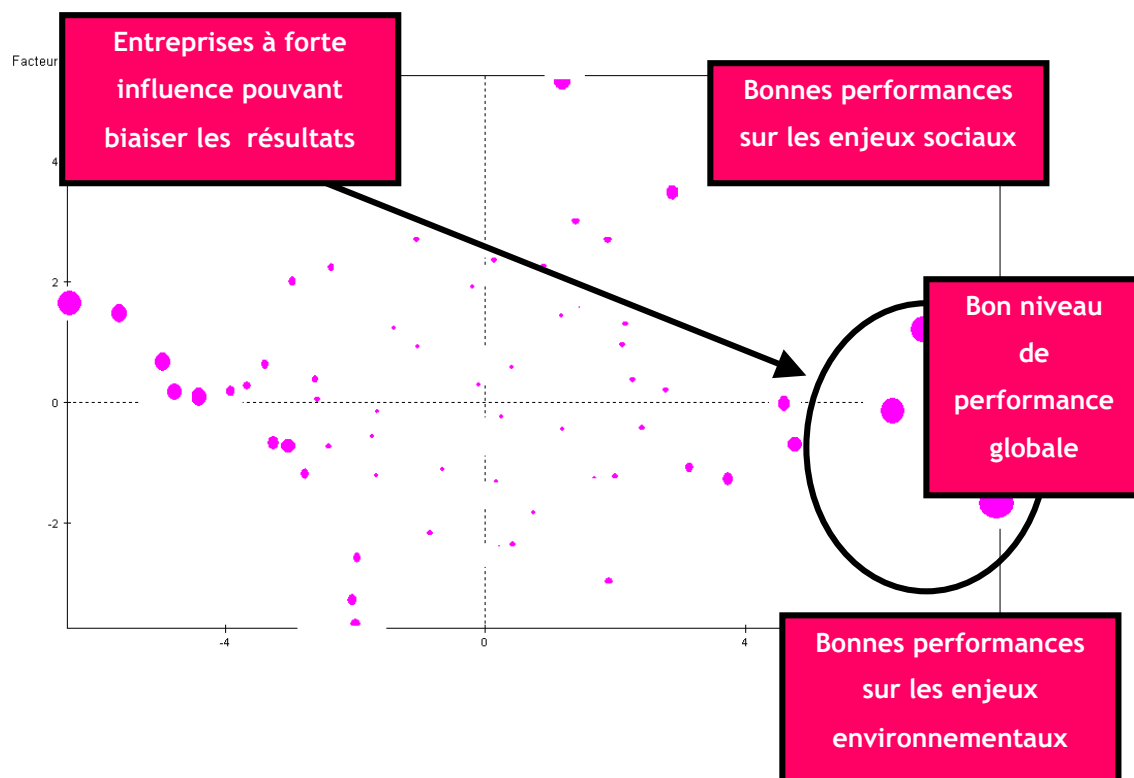 Facteur
Entreprises à forte
influence pouvant
biaiser les résultats
Bonnes performances
sur les enjeux sociaux
4
2
Bon niveau
de
performance
globale
0
-2
-4
0
4
Bonnes performances
sur les enjeux
environnementaux